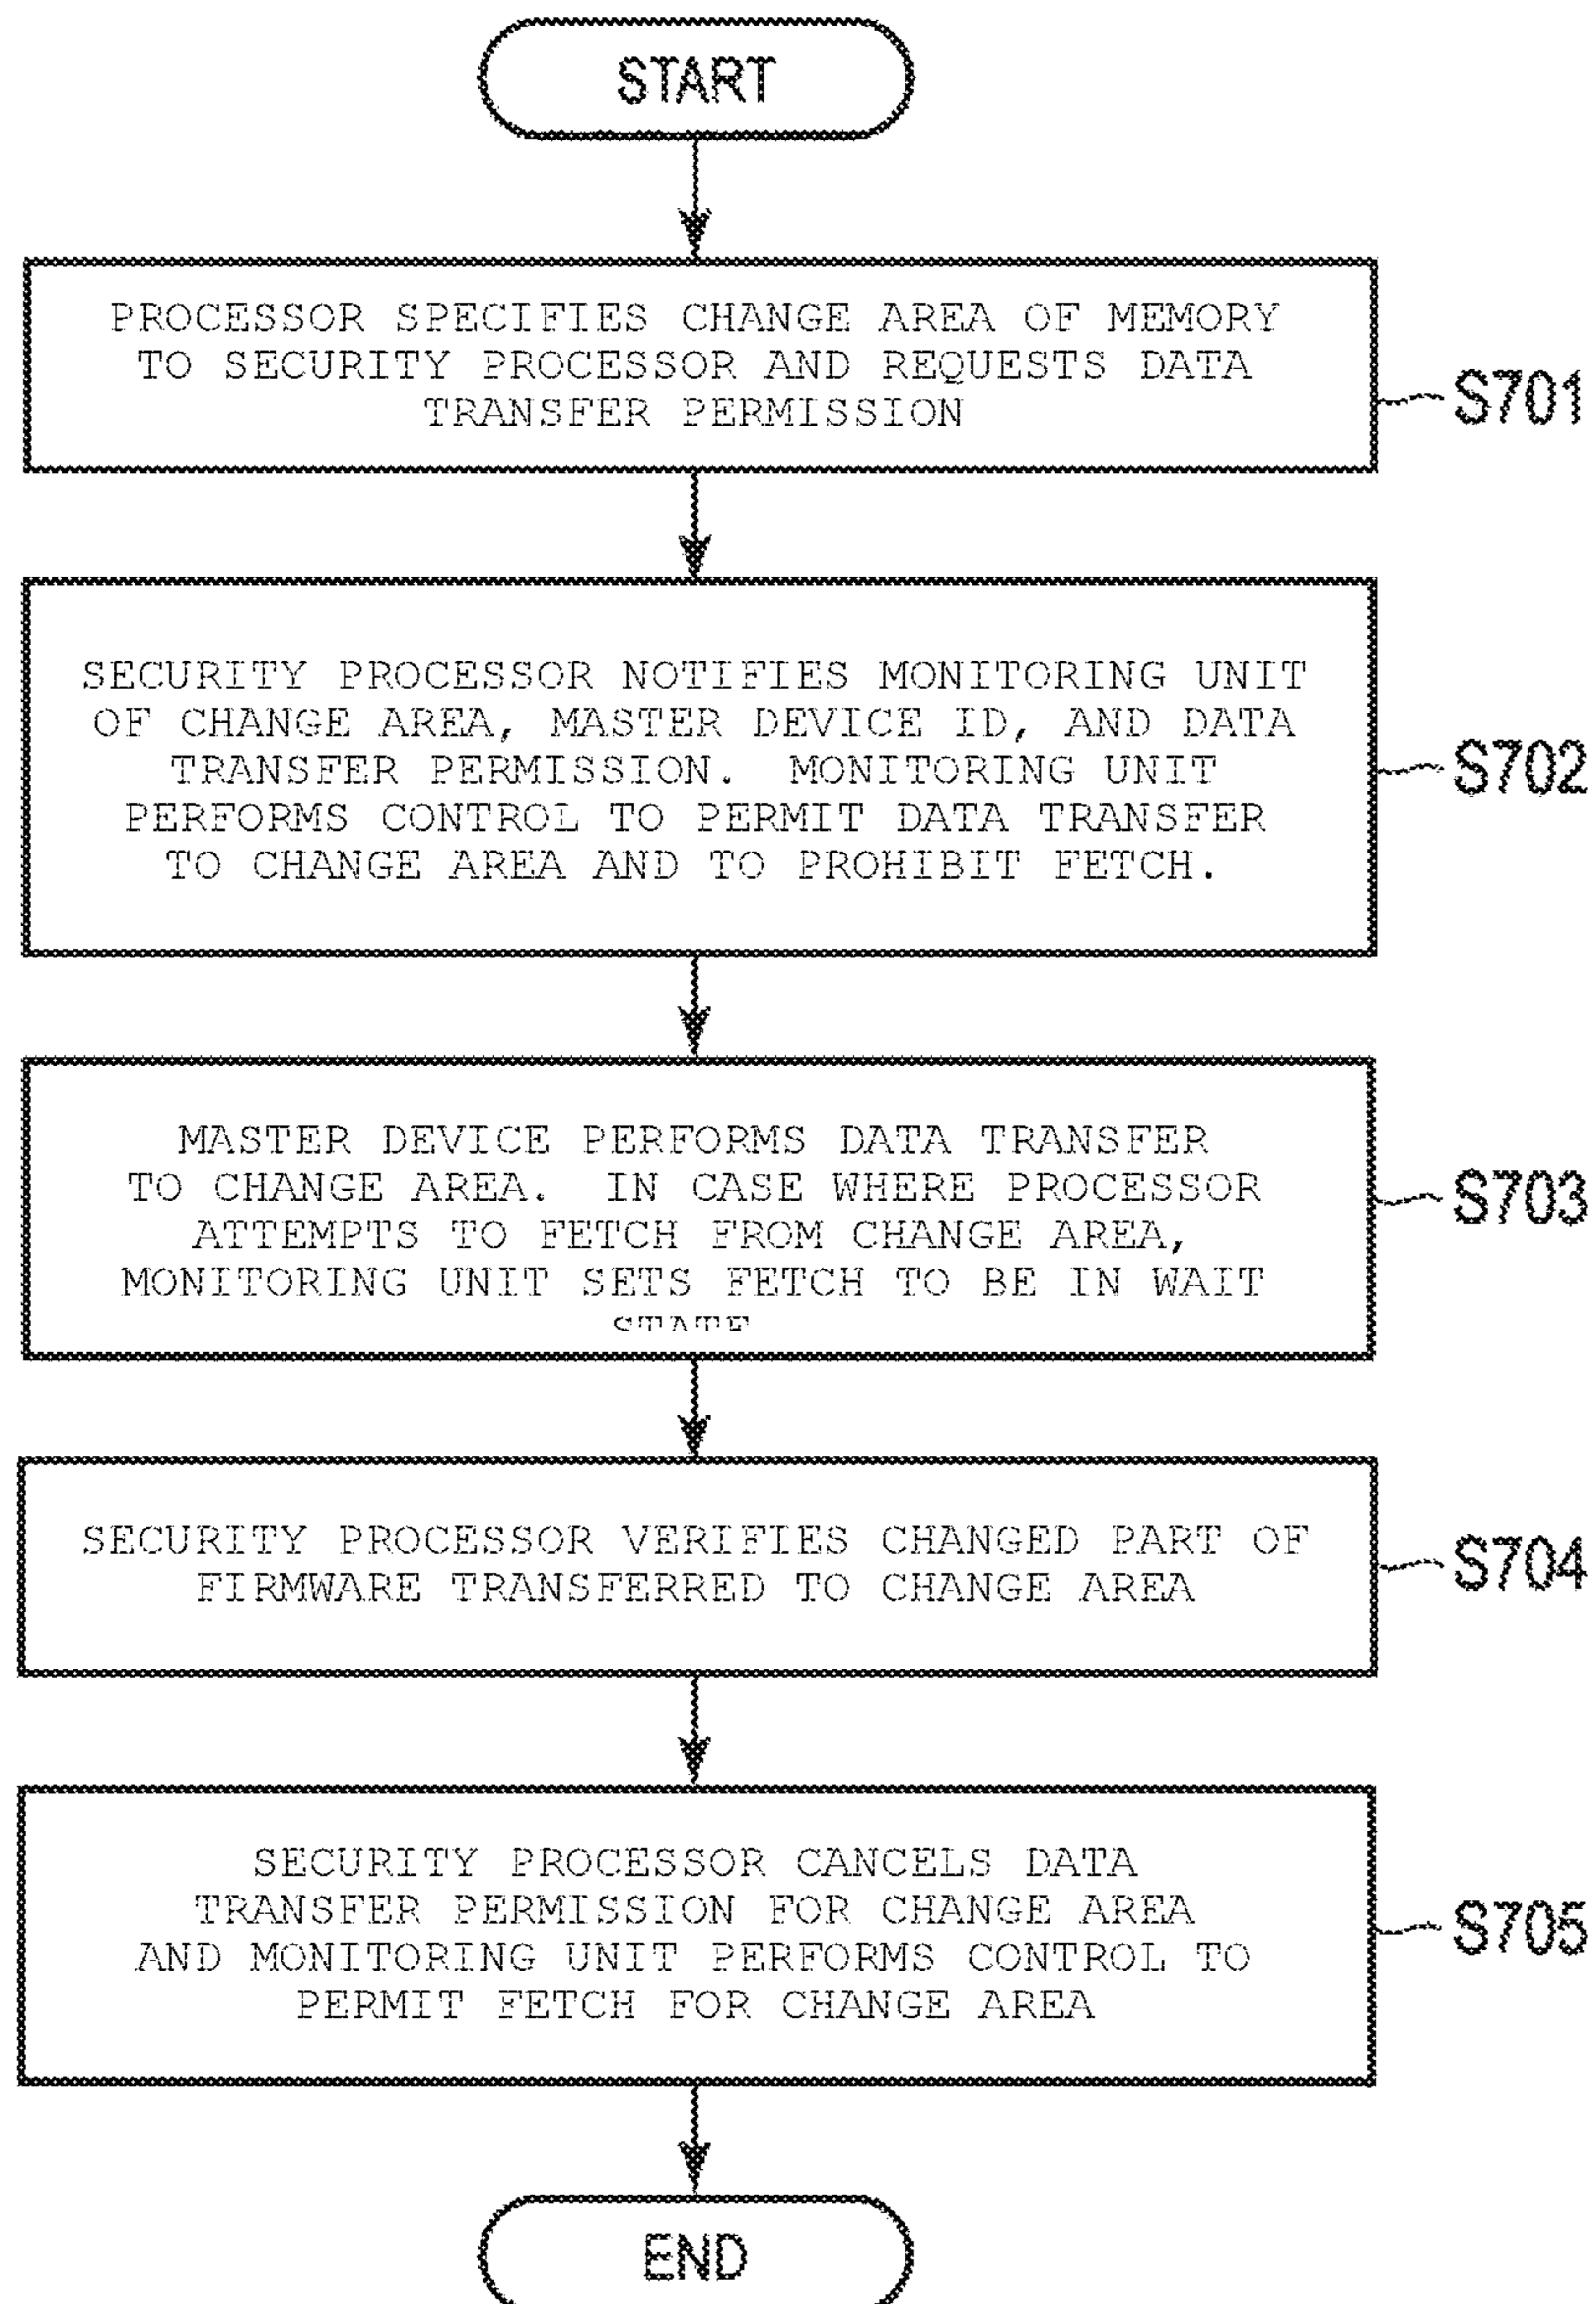 START
PROCESSOR SPECIFIES CHANGE AREA OF MEMORY
TO SECURITY PROCESSOR AND REQUESTS DATA
TRANSFER PERMISSION
S701
SECURITY PROCESSOR NOTIFIES MONITORING UNIT
OF CHANGE AREA, MASTER DEVICE ID, AND DATA
TRANSFER PERMISSION. MONITORING UNIT
PERFORMS CONTROL TO PERMIT DATA TRANSFER
TO CHANGE AREA AND TO PROHIBIT FETCH.
S702
MASTER DEVICE PERFORMS DATA TRANSFER
TO CHANGE AREA. IN CASE WHERE PROCESSOR
ATTEMPTS TO FETCH FROM CHANGE AREA,
MONITORING UNIT SETS FETCH TO BE IN WAIT
STATE
S703
SECURITY PROCESSOR VERIFIES CHANGED PART OF
FIRMWARE TRANSFERRED TO CHANGE AREA
S704
SECURITY PROCESSOR CANCELS DATA
TRANSFER PERMISSION FOR CHANGE AREA
AND MONITORING UNIT PERFORMS CONTROL TO
PERMIT FETCH FOR CHANGE AREA
S705
END